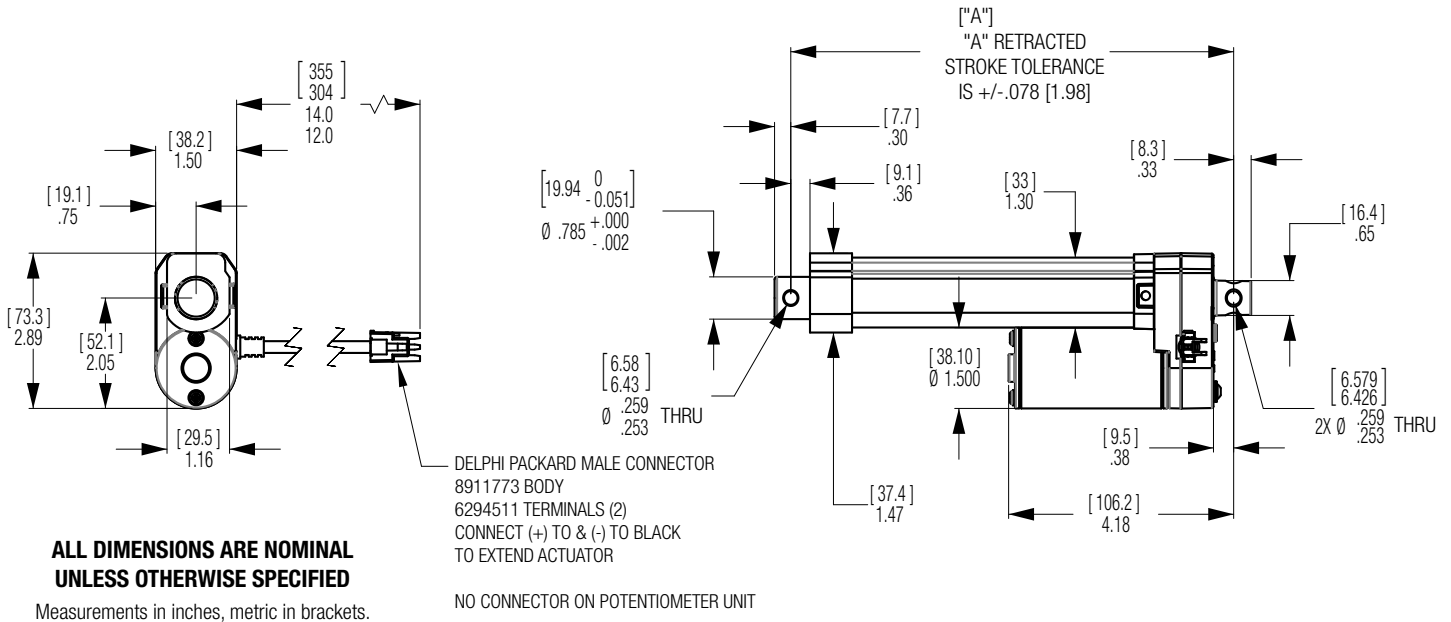 ["A"]
"A" RETRACTED
STROKE TOLERANCE
IS +/-.078 [1.98]
[ 355
304 ]
14.0
12.0
[ 38.2 ]
1.50
[ 19.1 ]
.75
[ 73.3 ]
2.89
[ 52.1 ]
2.05
[ 29.5 ]
1.16
[ 7.7 ]
.30
[ 9.1 ]
.36
[ 8.3 ]
.33
[19.94 0
- 0.051]
Ø .785 +.000
- .002
[ 33 ]
1.30
[ 16.4 ]
.65
[ 6.58
6.43 ]
Ø .259
.253 THRU
[ 38.10 ]
Ø 1.500
[ 6.579
6.426 ]
2X Ø .259
.253 THRU
[ 9.5 ]
.38
[ 37.4 ]
1.47
[ 106.2 ]
4.18
DELPHI PACKARD MALE CONNECTOR
8911773 BODY
6294511 TERMINALS (2)
CONNECT (+) TO & (-) TO BLACK
TO EXTEND ACTUATOR
NO CONNECTOR ON POTENTIOMETER UNIT
ALL DIMENSIONS ARE NOMINAL
UNLESS OTHERWISE SPECIFIED
Measurements in inches, metric in brackets.